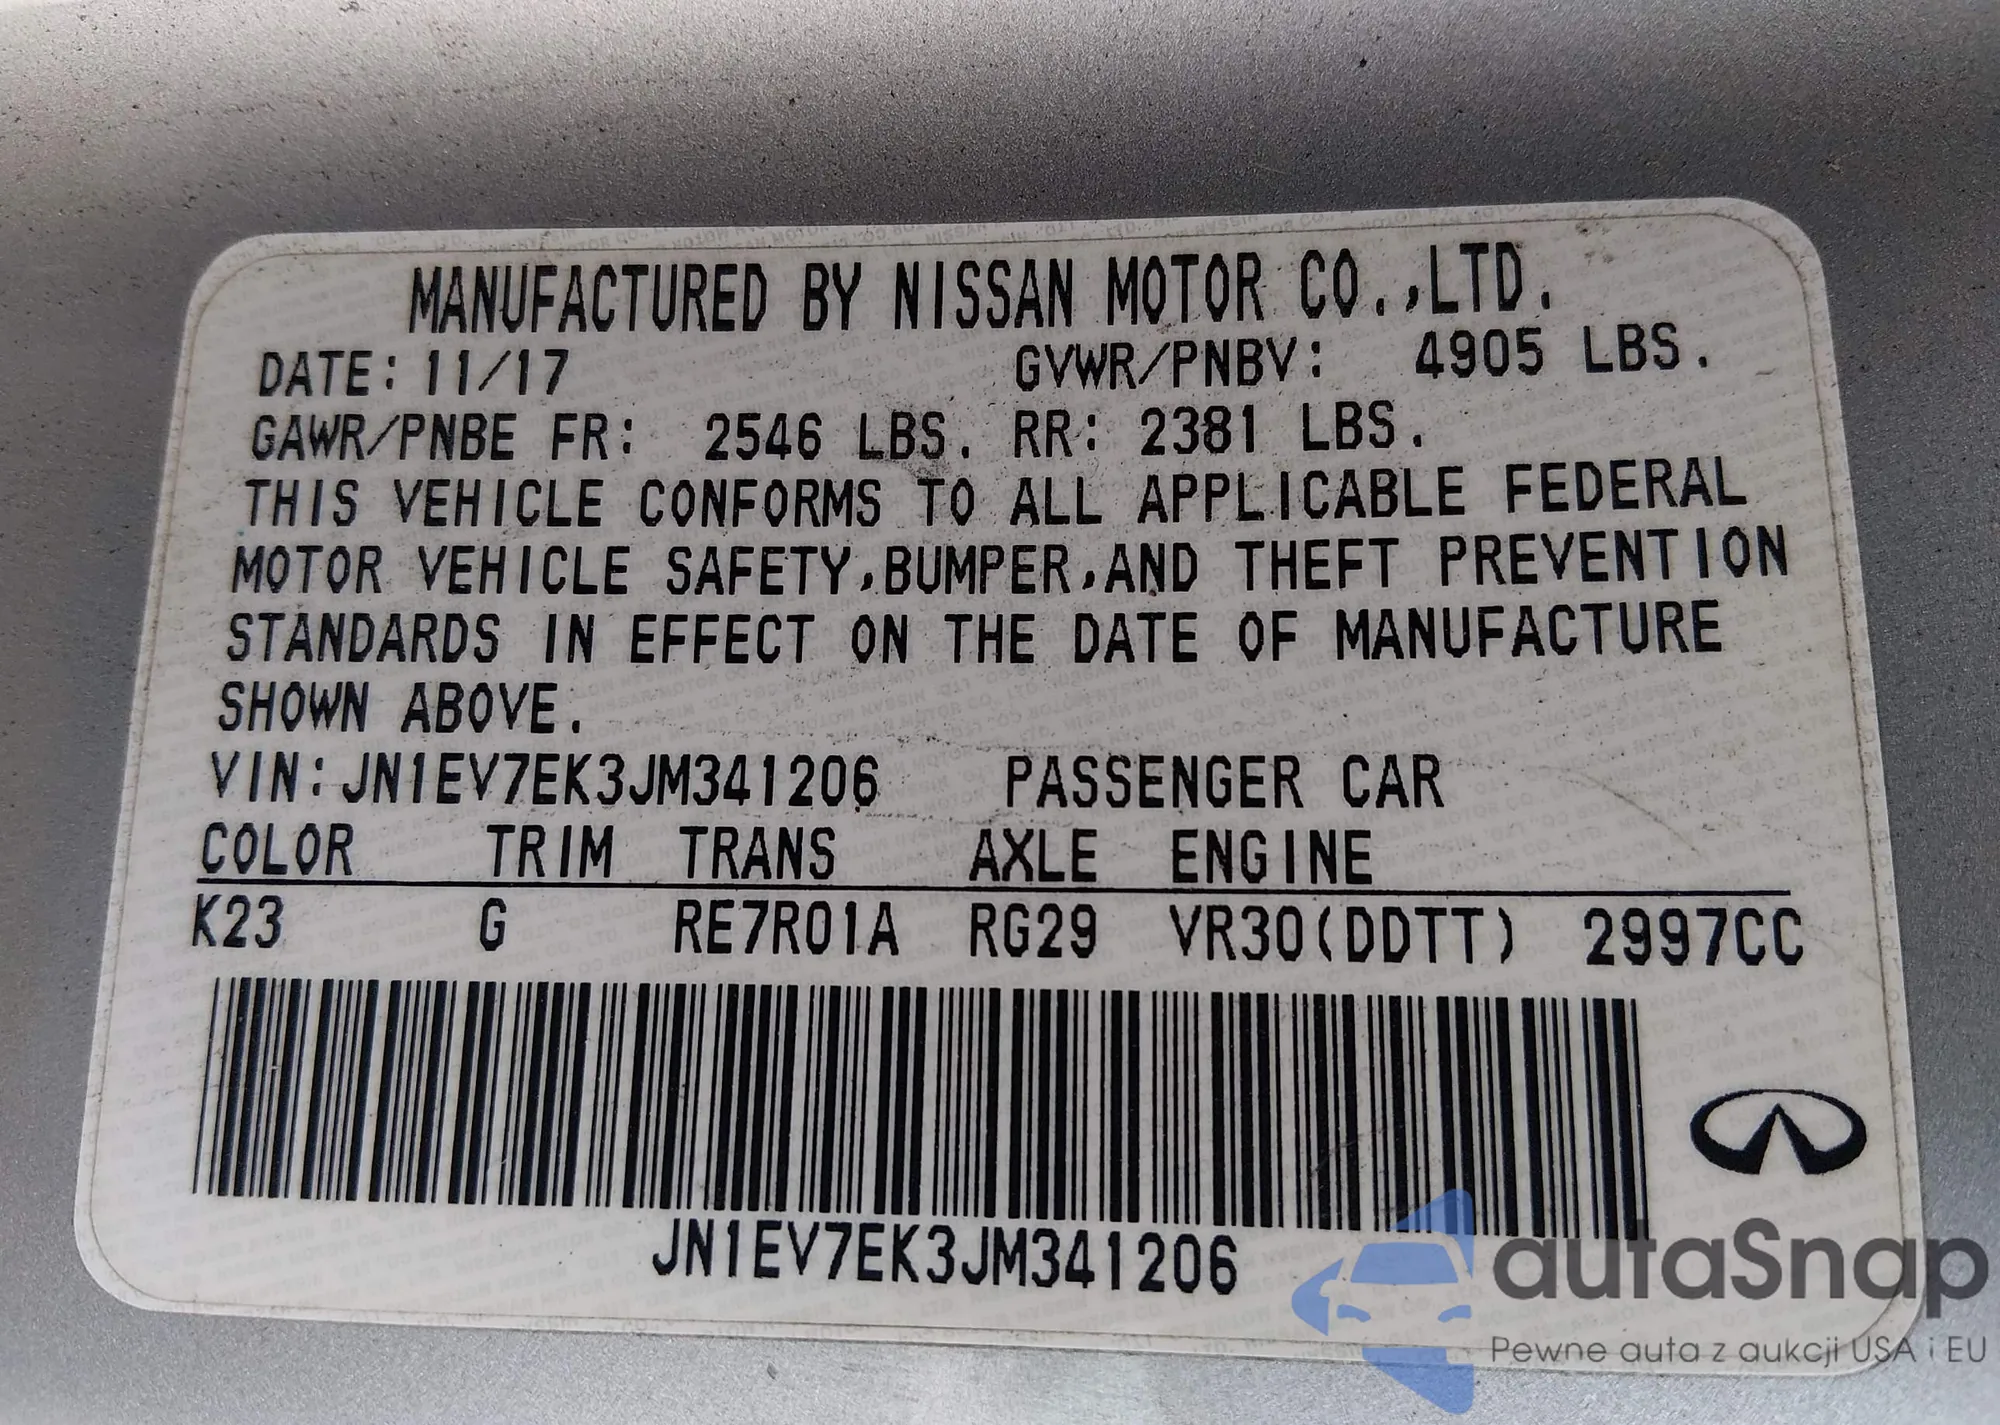 MANUFACTURED BY NISSAN MOTOR CO.,LTD.
DATE: 11/17 GVWR/PNBV: 4905 LBS.
GAWR/PNBE FR: 2546 LBS. RR: 2381 LBS.
THIS VEHICLE CONFORMS TO ALL APPLICABLE FEDERAL
MOTOR VEHICLE SAFETY,BUMPER,AND THEFT PREVENTION
STANDARDS IN EFFECT ON THE DATE OF MANUFACTURE
SHOWN ABOVE.
VIN:JN1EV7EK3JM341206 PASSENGER CAR
COLOR TRIM TRANS AXLE ENGINE
K23 G RE7R01A RG29 VR30(DDTT) 2997CC
JN1EV7EK3JM341206
autaSnap
Pewne auta z aukcji USA i EU